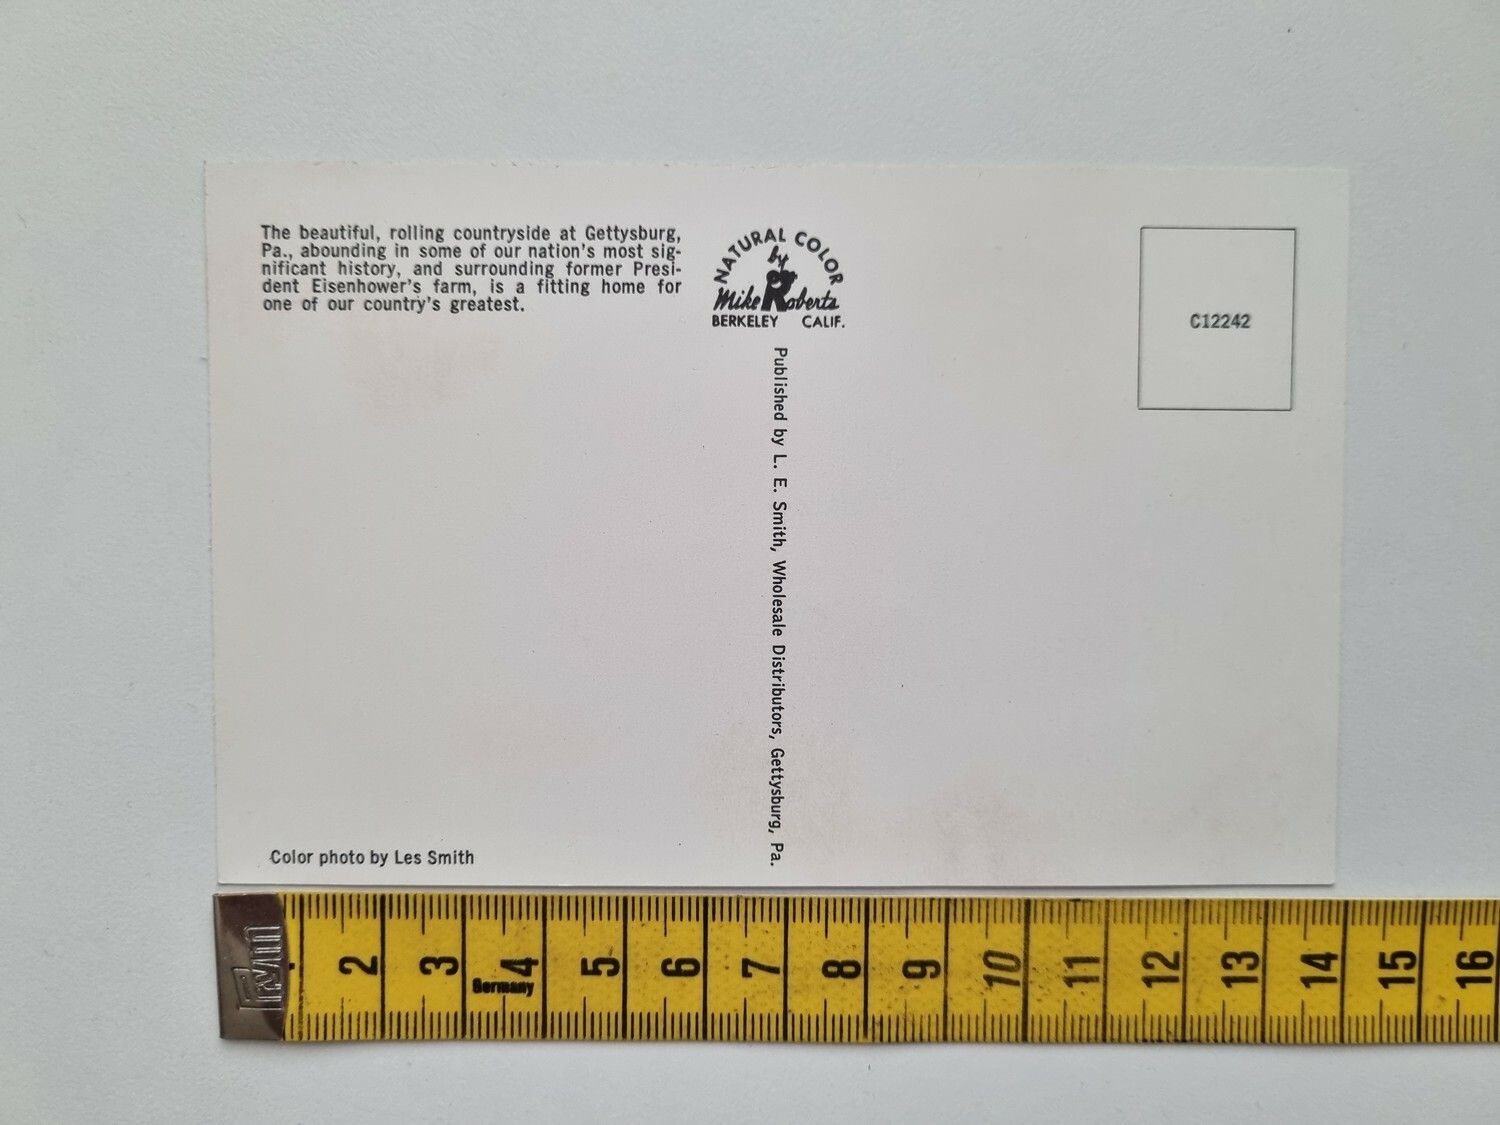 The beautiful, rolling countryside at Gettysburg,
Pa., abounding in some of our nation's most sig-
nificant history, and surrounding former Presi-
dent Eisenhower's farm, is a fitting home for
one of our country's greatest.
NATURAL COLOR
by
Mike Roberts
BERKELEY CALIF.
C12242
Published by L. E. Smith, Wholesale Distributors, Gettysburg, Pa.
Color photo by Les Smith
2 3 4 5 6 7 8 9 10 11 12 13 14 15 16
Germany